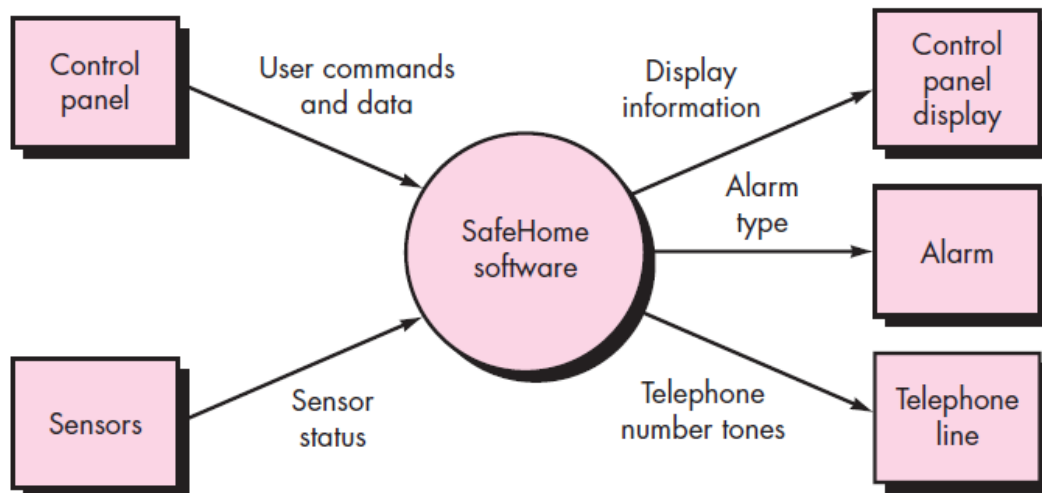 Control
panel
User commands
and data
Display
information
Control
panel
display
SafeHome
software
Alarm
type
Alarm
Sensors
Sensor
status
Telephone
number tones
Telephone
line